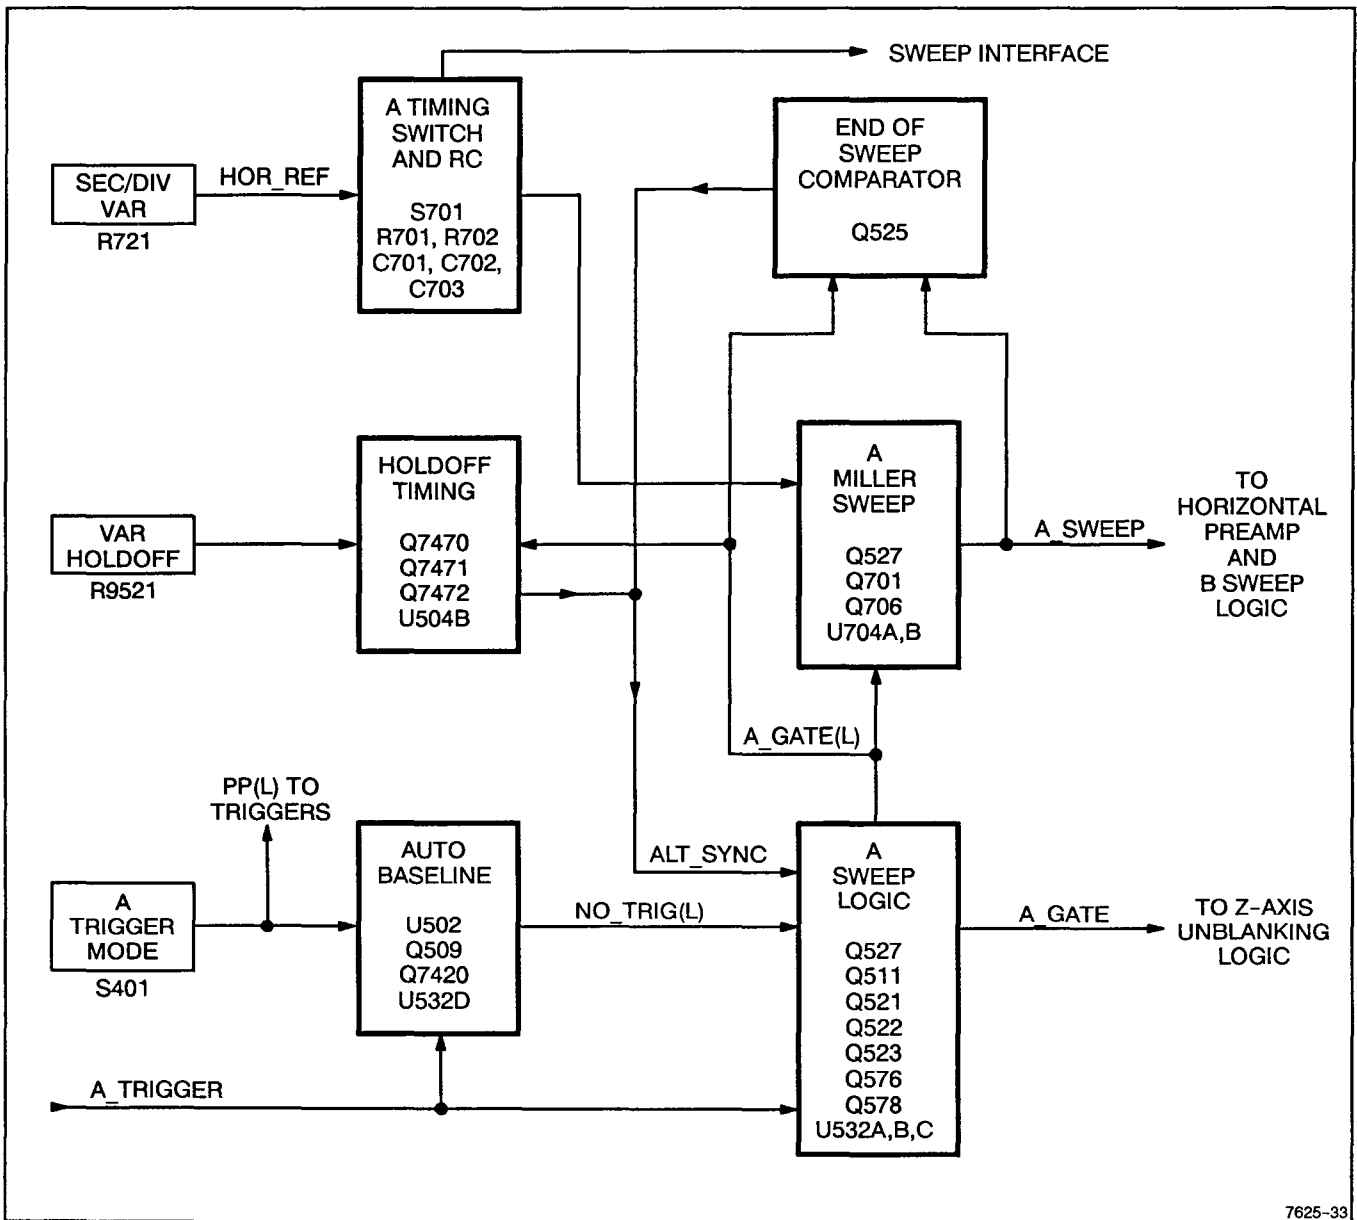 SWEEP INTERFACE
A TIMING
SWITCH
AND RC
S701
R701, R702
C701, C702,
C703
SEC/DIV
VAR
R721
HOR_REF
END OF
SWEEP
COMPARATOR
Q525
HOLDOFF
TIMING
Q7470
Q7471
Q7472
U504B
VAR
HOLDOFF
R9521
A
MILLER
SWEEP
Q527
Q701
Q706
U704A,B
A_SWEEP
TO
HORIZONTAL
PREAMP
AND
B SWEEP
LOGIC
A_GATE(L)
PP(L) TO
TRIGGERS
A
TRIGGER
MODE
S401
AUTO
BASELINE
U502
Q509
Q7420
U532D
ALT_SYNC
NO_TRIG(L)
A_TRIGGER
A
SWEEP
LOGIC
Q527
Q511
Q521
Q522
Q523
Q576
Q578
U532A,B,C
A_GATE
TO Z-AXIS
UNBLANKING
LOGIC
7625-33